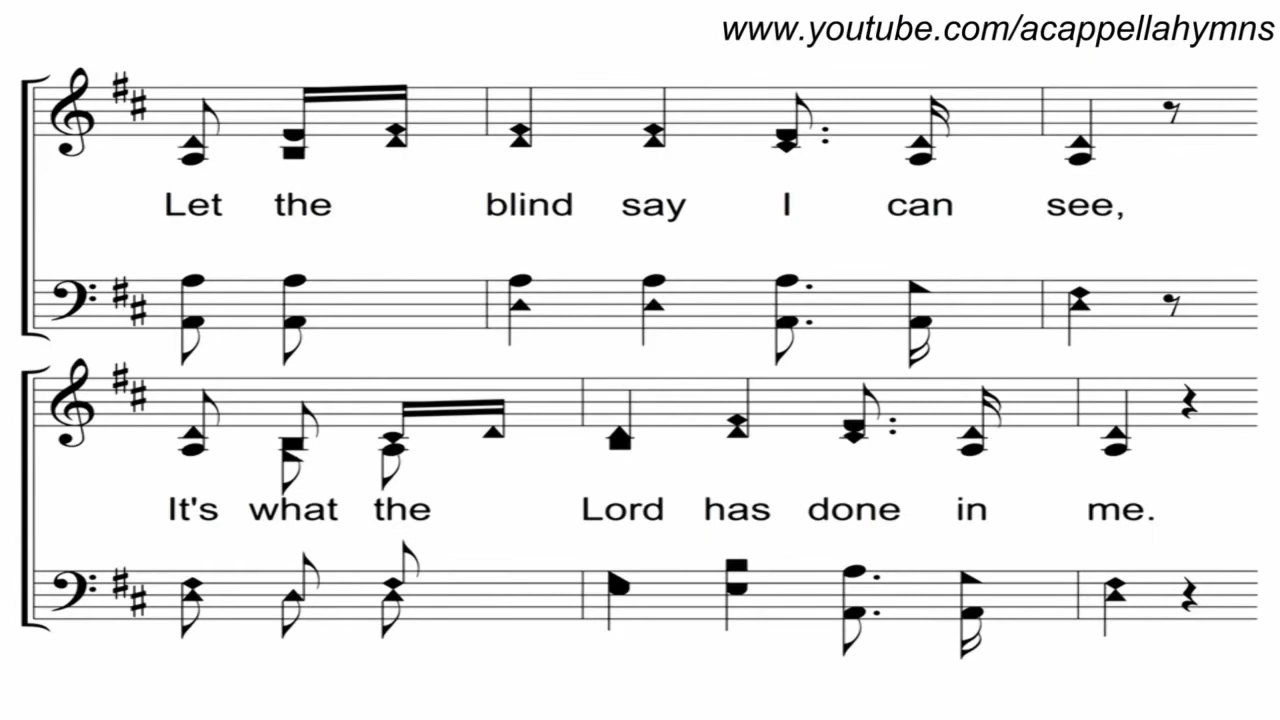 www.youtube.com/acappellahymns
Let the blind say I can see,
It's what the Lord has done in me.